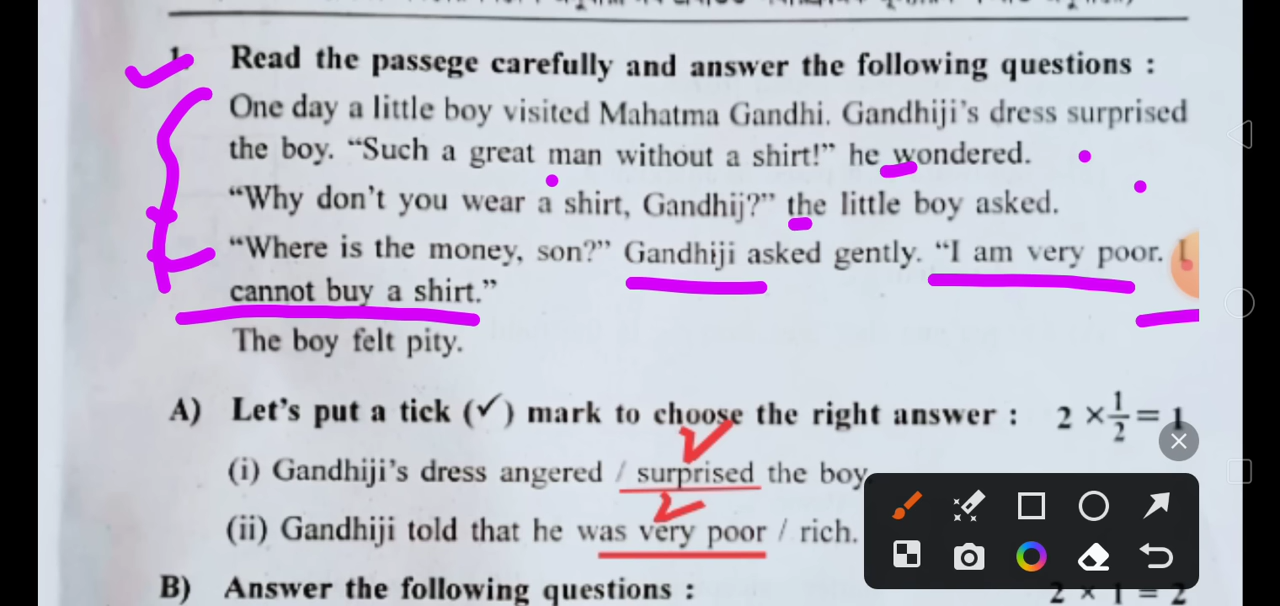 1. Read the passege carefully and answer the following questions :
One day a little boy visited Mahatma Gandhi. Gandhiji's dress surprised
the boy. “Such a great man without a shirt!” he wondered.
“Why don't you wear a shirt, Gandhij?” the little boy asked.
“Where is the money, son?” Gandhiji asked gently. “I am very poor. I
cannot buy a shirt.”
The boy felt pity.
A) Let's put a tick (✓) mark to choose the right answer : 2 × 1/2 = 1
(i) Gandhiji's dress angered / surprised the boy
(ii) Gandhiji told that he was very poor / rich.
B) Answer the following questions : 2 × 1 = 2